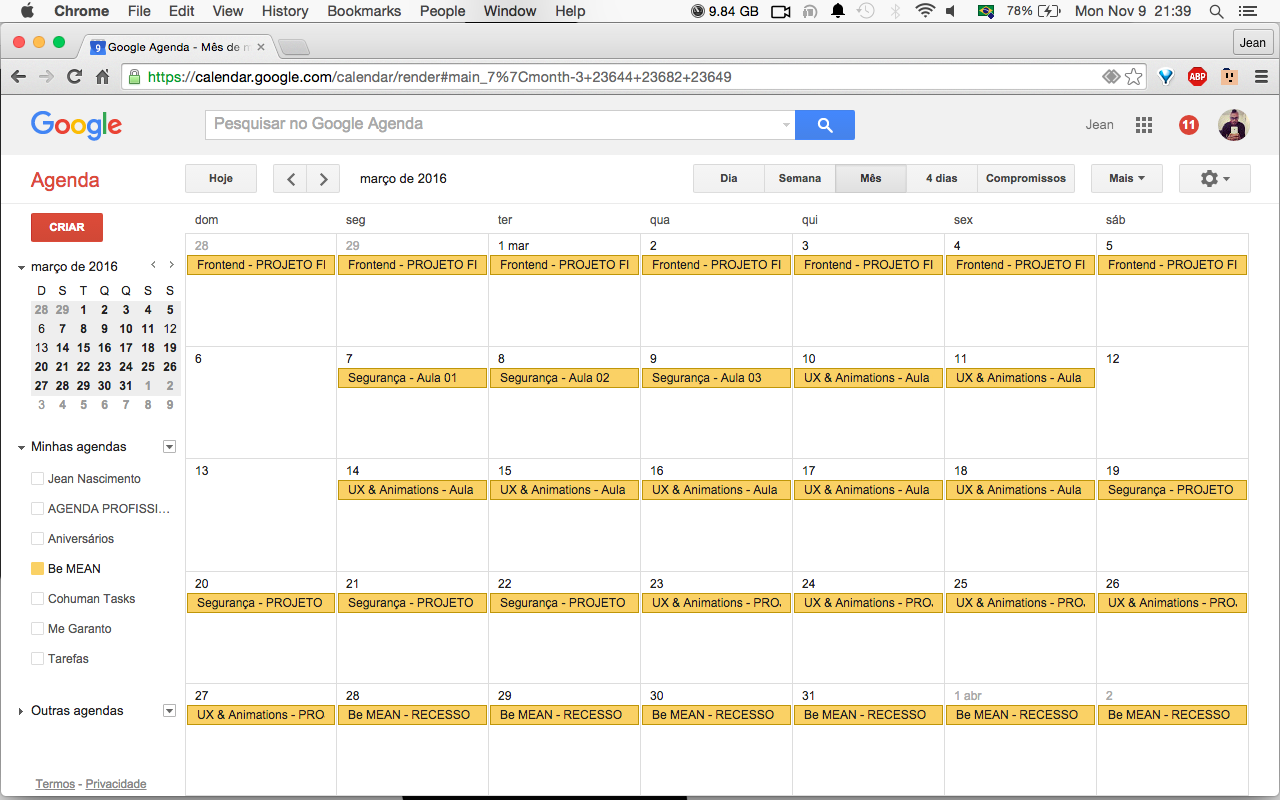 Chrome File Edit View History Bookmarks People Window Help 9.84 GB 78% Mon Nov 9 21:39
9 Google Agenda - Mês de m
Jean
https://calendar.google.com/calendar/render#main_7%7Cmonth-3+23644+23682+23649 ABP
Google Pesquisar no Google Agenda Jean 11
Agenda Hoje março de 2016 Dia Semana Mês 4 dias Compromissos Mais
CRIAR
março de 2016
D S T Q Q S S
28 29 1 2 3 4 5
6 7 8 9 10 11 12
13 14 15 16 17 18 19
20 21 22 23 24 25 26
27 28 29 30 31 1 2
3 4 5 6 7 8 9
Minhas agendas
Jean Nascimento
AGENDA PROFISSI...
Aniversários
Be MEAN
Cohuman Tasks
Me Garanto
Tarefas
Outras agendas
Termos - Privacidade
dom seg ter qua qui sex sáb
28 29 1 mar 2 3 4 5
Frontend - PROJETO FI Frontend - PROJETO FI Frontend - PROJETO FI Frontend - PROJETO FI Frontend - PROJETO FI Frontend - PROJETO FI Frontend - PROJETO FI
6 7 8 9 10 11 12
Segurança - Aula 01 Segurança - Aula 02 Segurança - Aula 03 UX & Animations - Aula UX & Animations - Aula
13 14 15 16 17 18 19
UX & Animations - Aula UX & Animations - Aula UX & Animations - Aula UX & Animations - Aula UX & Animations - Aula Segurança - PROJETO
20 21 22 23 24 25 26
Segurança - PROJETO Segurança - PROJETO Segurança - PROJETO UX & Animations - PROJ UX & Animations - PROJ UX & Animations - PROJ UX & Animations - PROJ
27 28 29 30 31 1 abr 2
UX & Animations - PRO Be MEAN - RECESSO Be MEAN - RECESSO Be MEAN - RECESSO Be MEAN - RECESSO Be MEAN - RECESSO Be MEAN - RECESSO